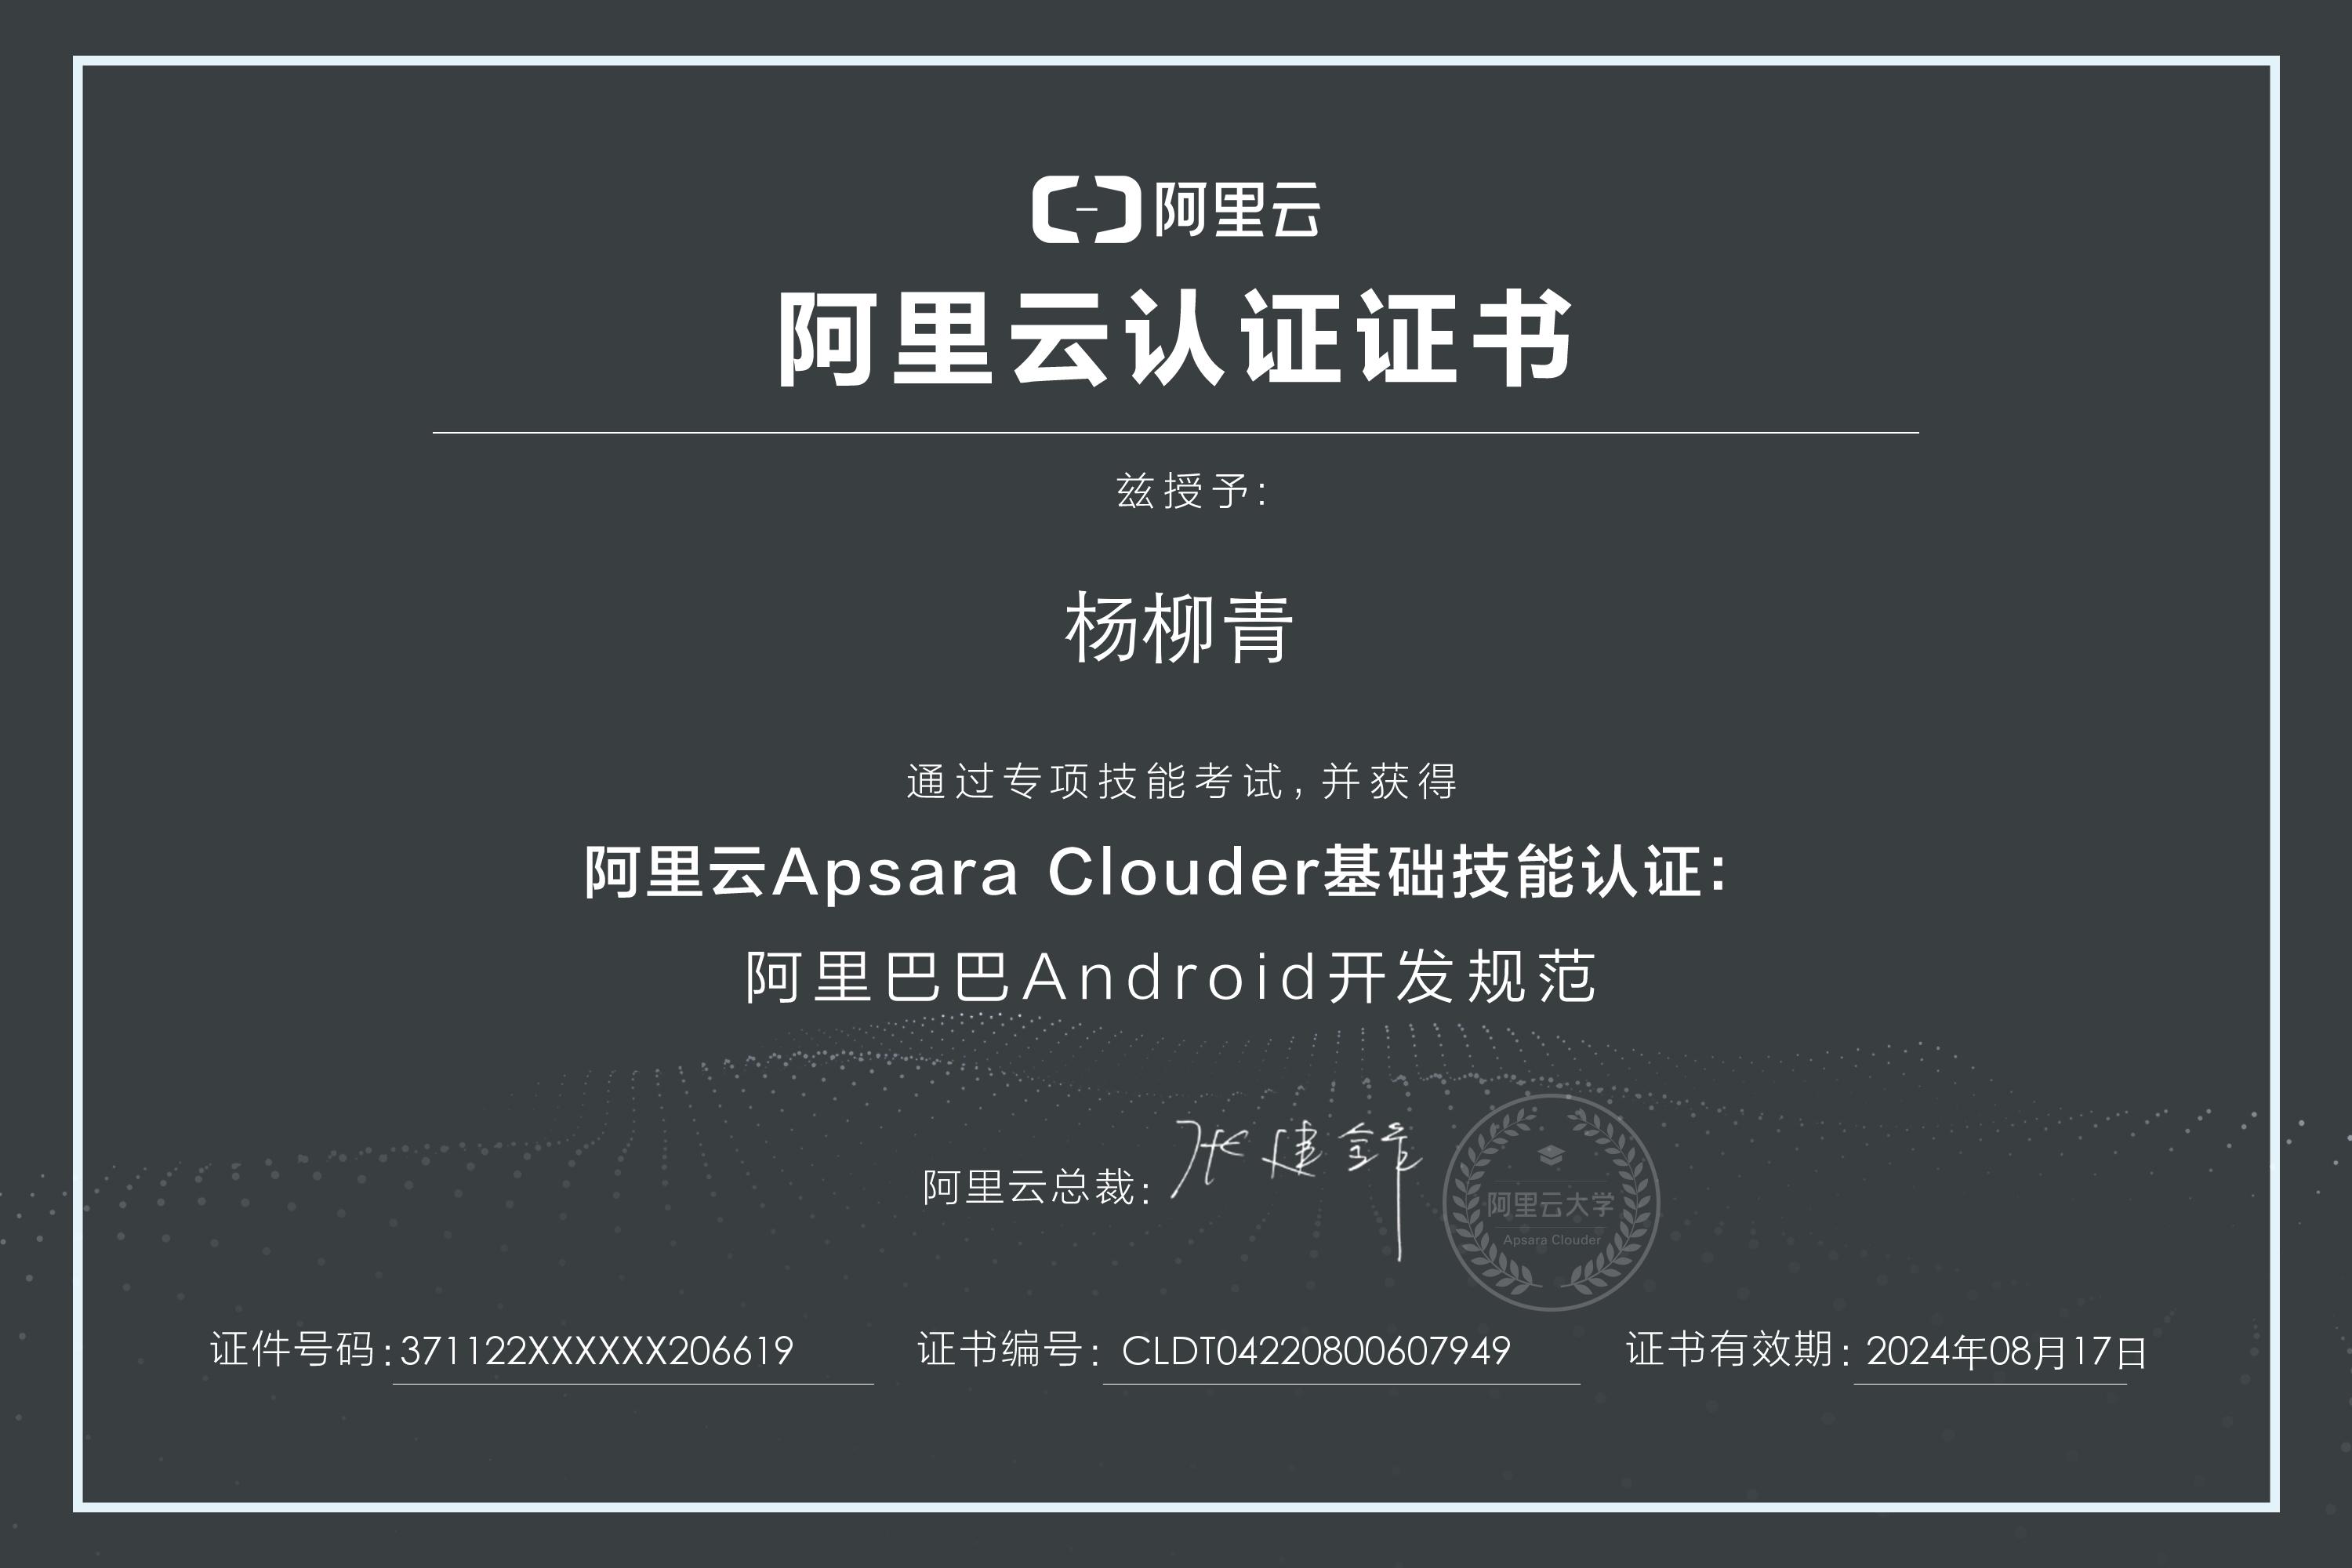 阿里云
阿里云认证证书
兹授予：
杨柳青
通过专项技能考试，并获得
阿里云Apsara Clouder基础技能认证：
阿里巴巴Android开发规范
阿里云总裁：
张建锋
阿里云大学
Apsara Clouder
证件号码：371122XXXXXX206619
证书编号：CLDT04220800607949
证书有效期：2024年08月17日